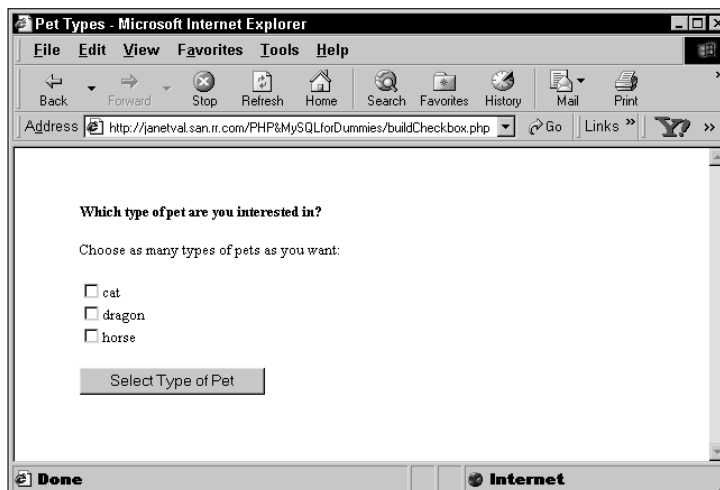 Pet Types - Microsoft Internet Explorer
File Edit View Favorites Tools Help
Back Forward Stop Refresh Home Search Favorites History Mail Print
Address http://janetval.san.rr.com/PHP&MySQLforDummies/buildCheckbox.php Go Links » Y? »
Which type of pet are you interested in?
Choose as many types of pets as you want:
cat
dragon
horse
Select Type of Pet
Done Internet